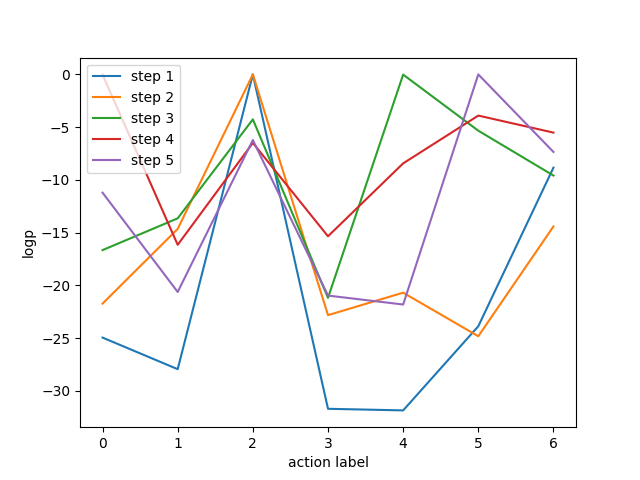 step 1
step 2
step 3
step 4
step 5
0
−5
−10
−15
−20
−25
−30
logp
0 1 2 3 4 5 6
action label